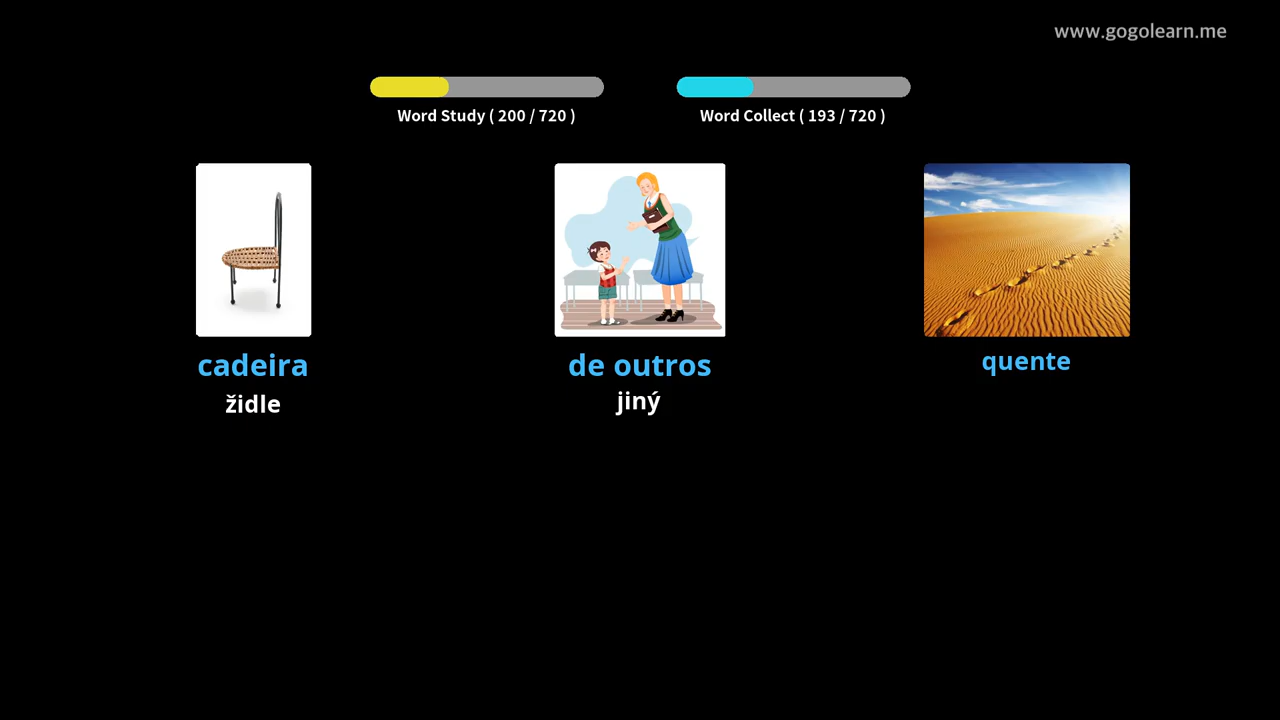 www.gogolearn.me
Word Study ( 200 / 720 )
Word Collect ( 193 / 720 )
cadeira
židle
de outros
jiný
quente